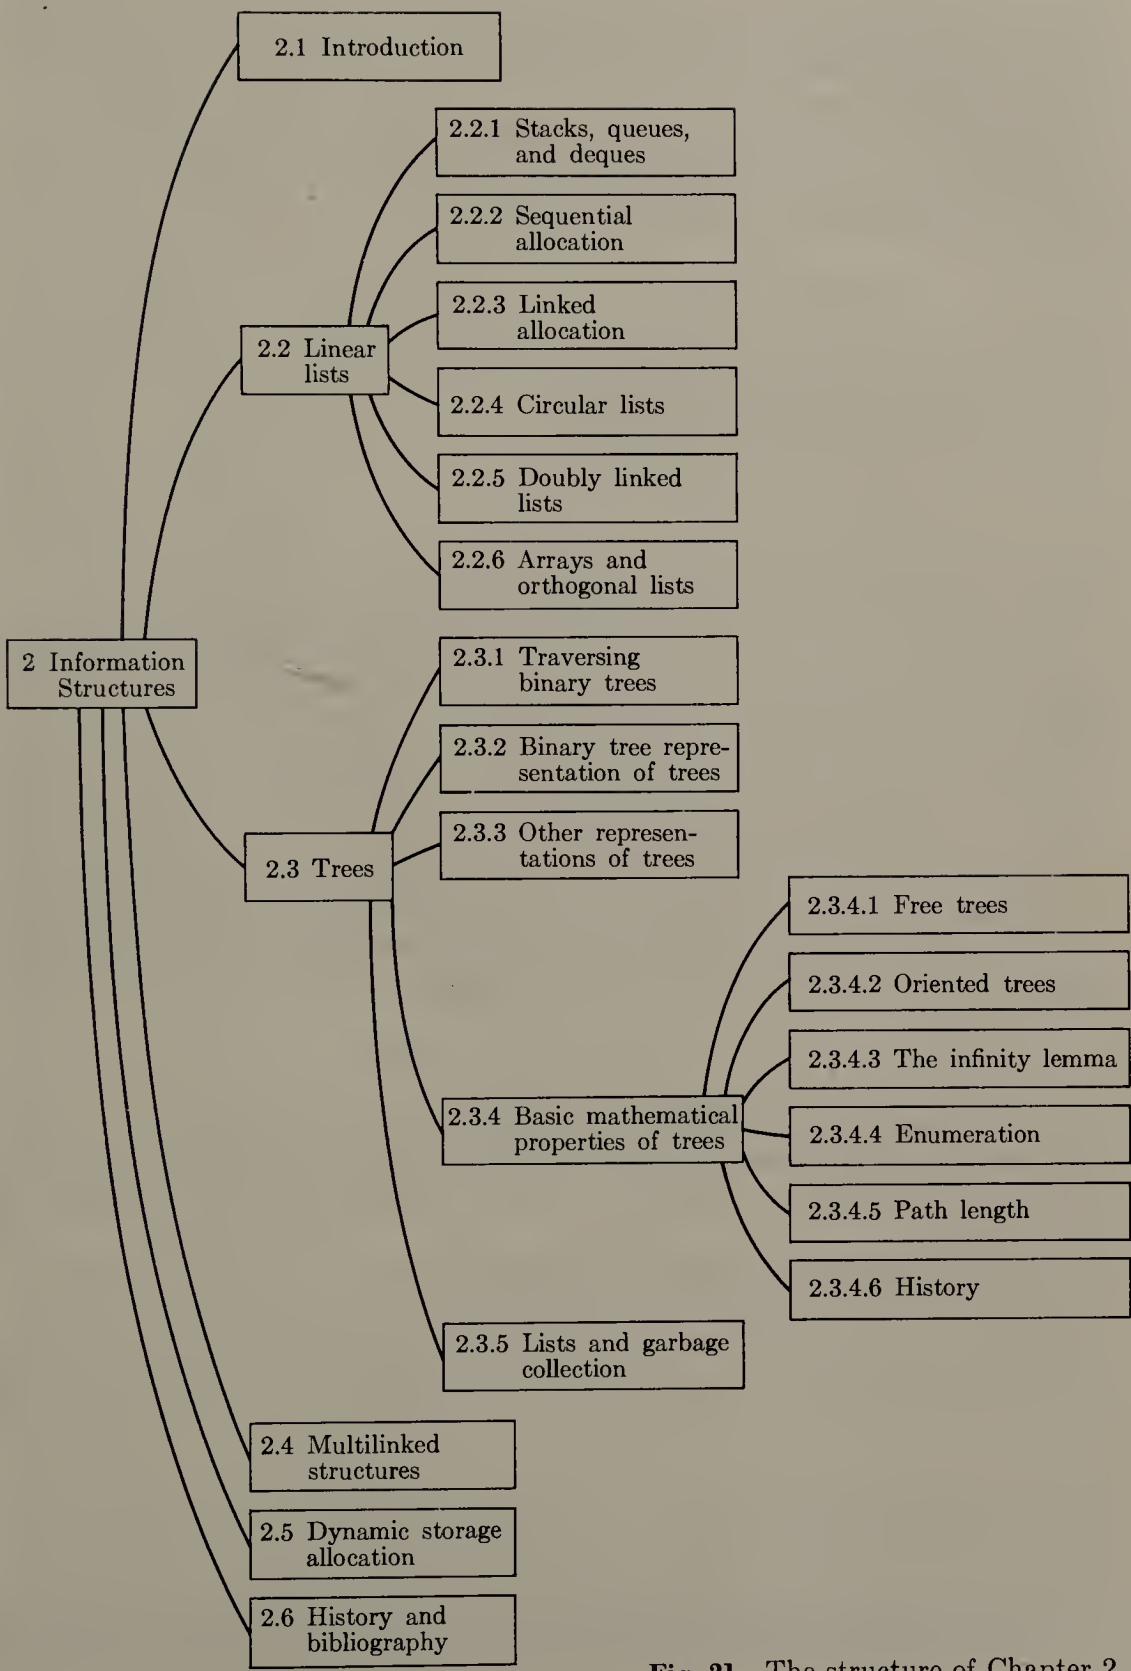 2.1 Introduction
2.2.1 Stacks, queues,
and deques
2.2.2 Sequential
allocation
2.2.3 Linked
allocation
2.2 Linear
lists
2.2.4 Circular lists
2.2.5 Doubly linked
lists
2.2.6 Arrays and
orthogonal lists
2 Information
Structures
2.3.1 Traversing
binary trees
2.3.2 Binary tree repre-
sentation of trees
2.3.3 Other represen-
tations of trees
2.3 Trees
2.3.4.1 Free trees
2.3.4.2 Oriented trees
2.3.4.3 The infinity lemma
2.3.4 Basic mathematical
properties of trees
2.3.4.4 Enumeration
2.3.4.5 Path length
2.3.4.6 History
2.3.5 Lists and garbage
collection
2.4 Multilinked
structures
2.5 Dynamic storage
allocation
2.6 History and
bibliography
Fig. 21 The structure of Chapter 2